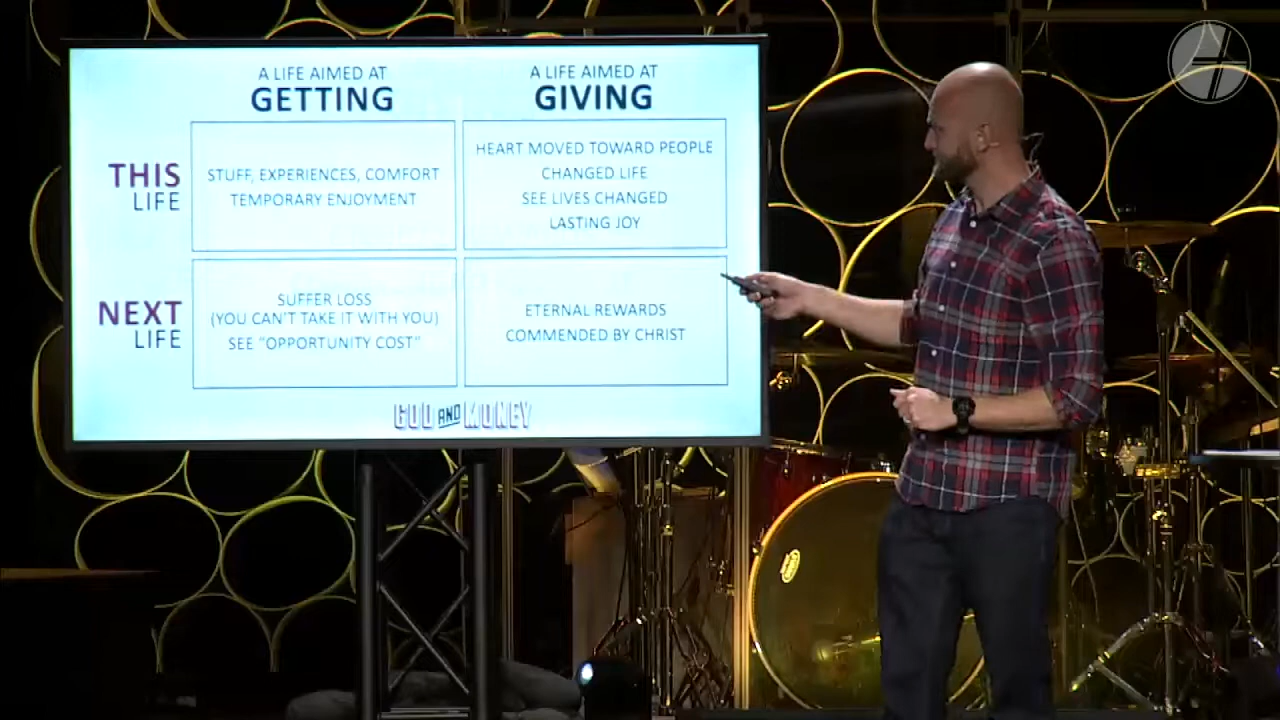 A LIFE AIMED AT
GETTING
A LIFE AIMED AT
GIVING
THIS
LIFE
STUFF, EXPERIENCES, COMFORT
TEMPORARY ENJOYMENT
HEART MOVED TOWARD PEOPLE
CHANGED LIFE
SEE LIVES CHANGED
LASTING JOY
NEXT
LIFE
SUFFER LOSS
(YOU CAN'T TAKE IT WITH YOU)
SEE "OPPORTUNITY COST"
ETERNAL REWARDS
COMMENDED BY CHRIST
GOD AND MONEY